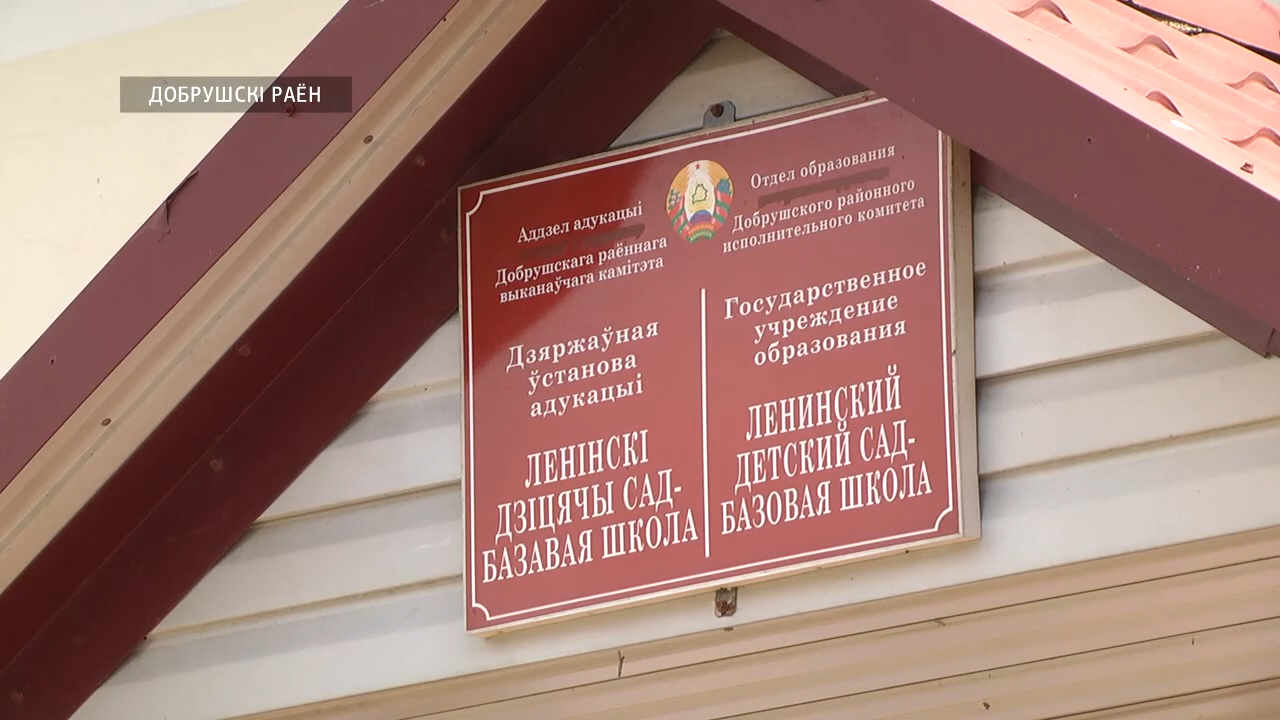 ДОБРУШСКІ РАЁН
Аддзел адукацыі
Добрушскага раённага
выканаўчага камітэта
Дзяржаўная
ўстанова
адукацыі
ЛЕНІНСКІ
ДЗІЦЯЧЫ САД-
БАЗАВАЯ ШКОЛА
Отдел образования
Добрушского районного
исполнительного комитета
Государственное
учреждение
образования
ЛЕНИНСКИЙ
ДЕТСКИЙ САД-
БАЗОВАЯ ШКОЛА